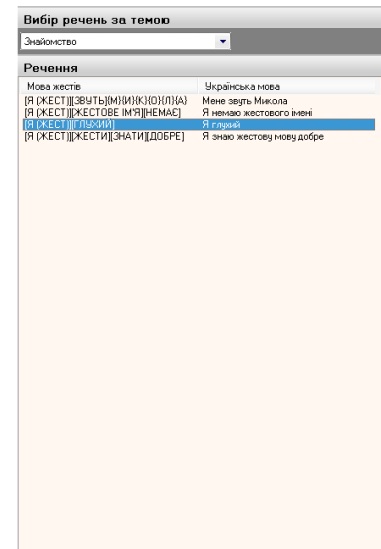 Вибір речень за темою
Знайомство
Речення
Мова жестів Українська мова
[Я (ЖЕСТ)][ЗВУТЬ]{М}{И}{К}{О}{Л}{А} Мене звуть Микола
[Я (ЖЕСТ)][ЖЕСТОВЕ ІМ'Я][НЕМАЄ] Я немаю жестового імені
[Я (ЖЕСТ)][ГЛУХИЙ] Я глухий
[Я (ЖЕСТ)][ЖЕСТИ][ЗНАТИ][ДОБРЕ] Я знаю жестову мову добре